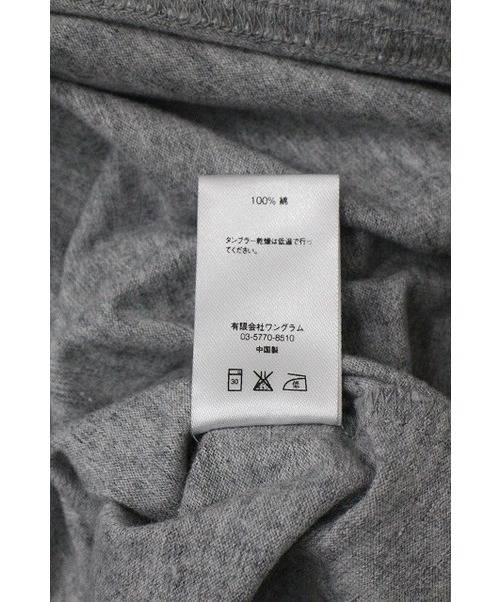 100% 綿
タンブラー乾燥は低温で行っ
てください。
有限会社ワングラム
03-5770-8510
中国製
30
低